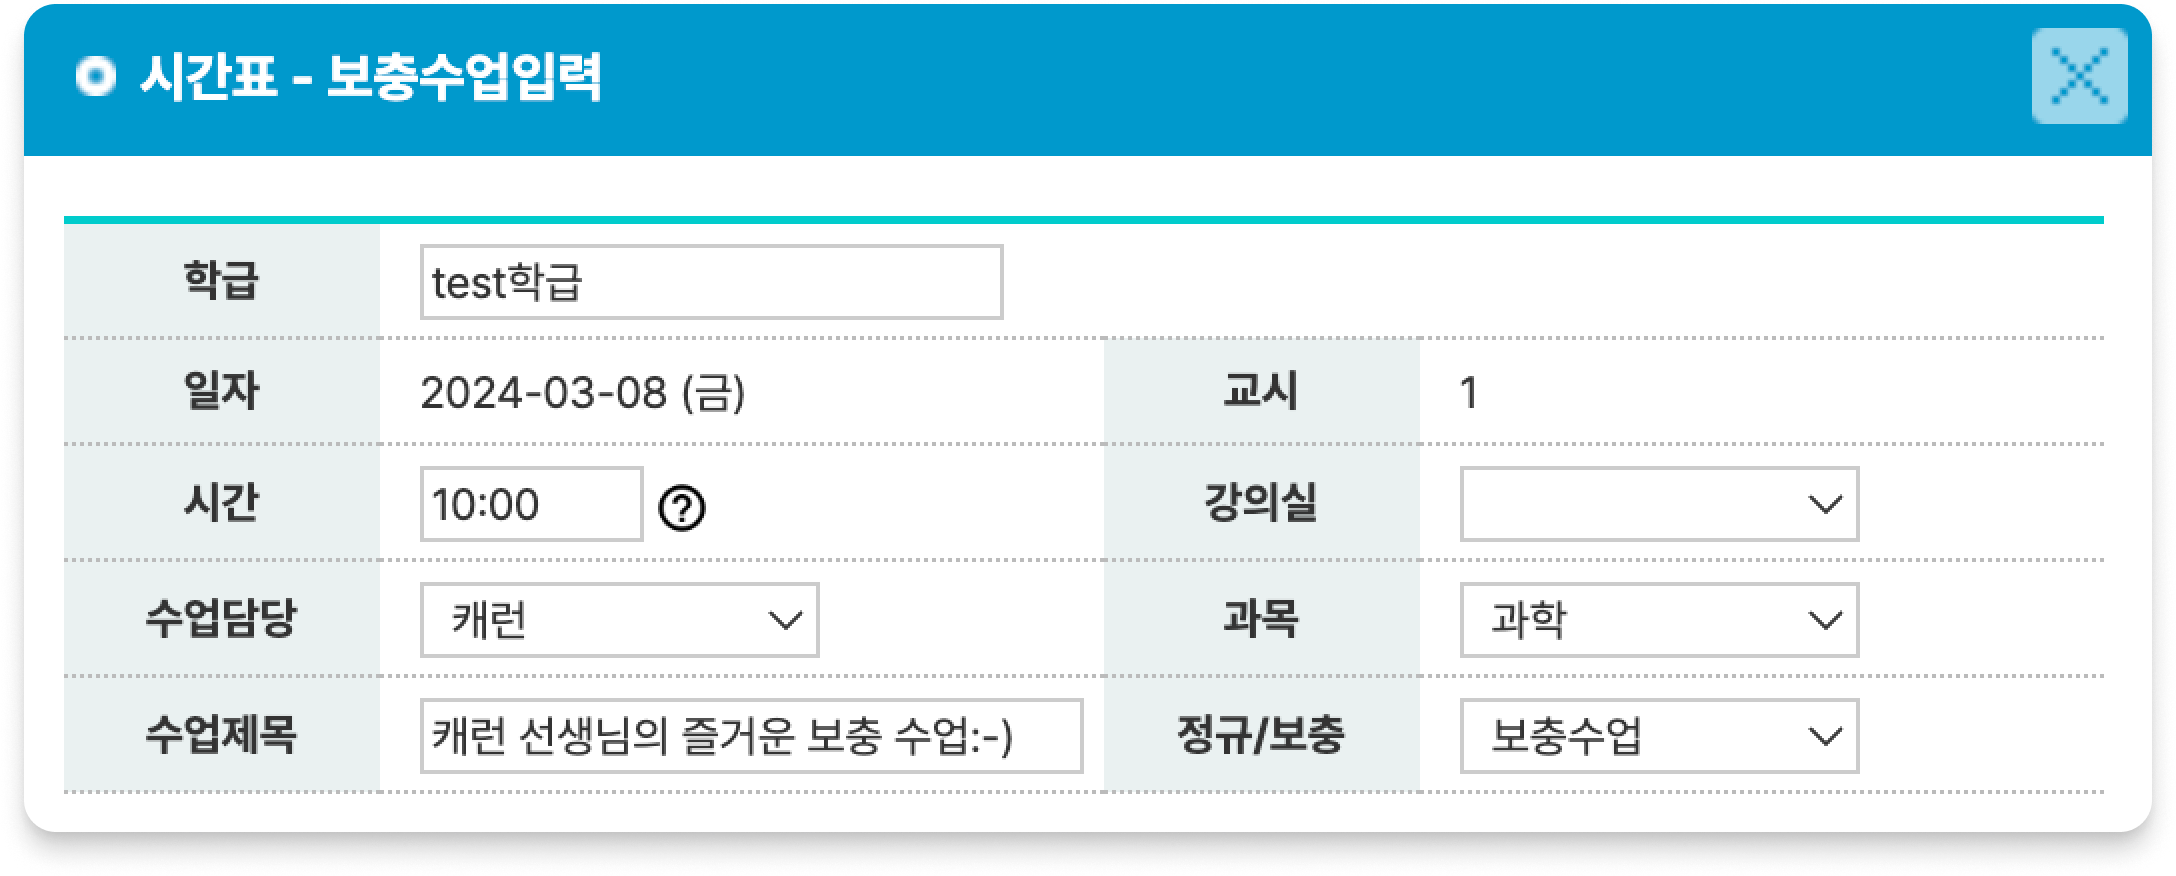 시간표 - 보충수업입력
학급 test학급
일자 2024-03-08 (금) 교시 1
시간 10:00 ? 강의실
수업담당 캐런 과목 과학
수업제목 캐런 선생님의 즐거운 보충 수업:-) 정규/보충 보충수업